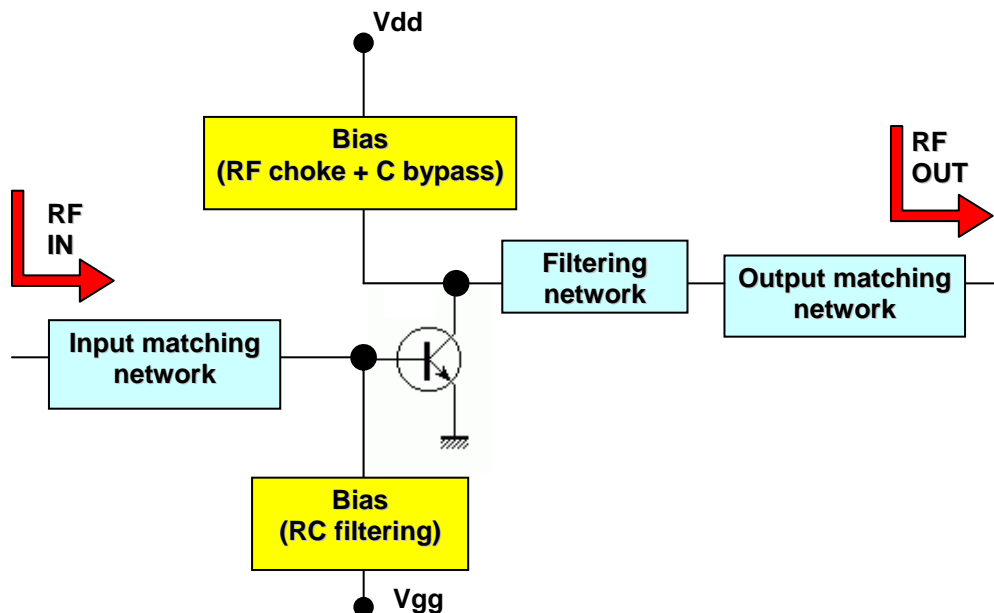 Vdd
Bias
(RF choke + C bypass)
RF
OUT
RF
IN
Filtering
network
Output matching
network
Input matching
network
Bias
(RC filtering)
Vgg